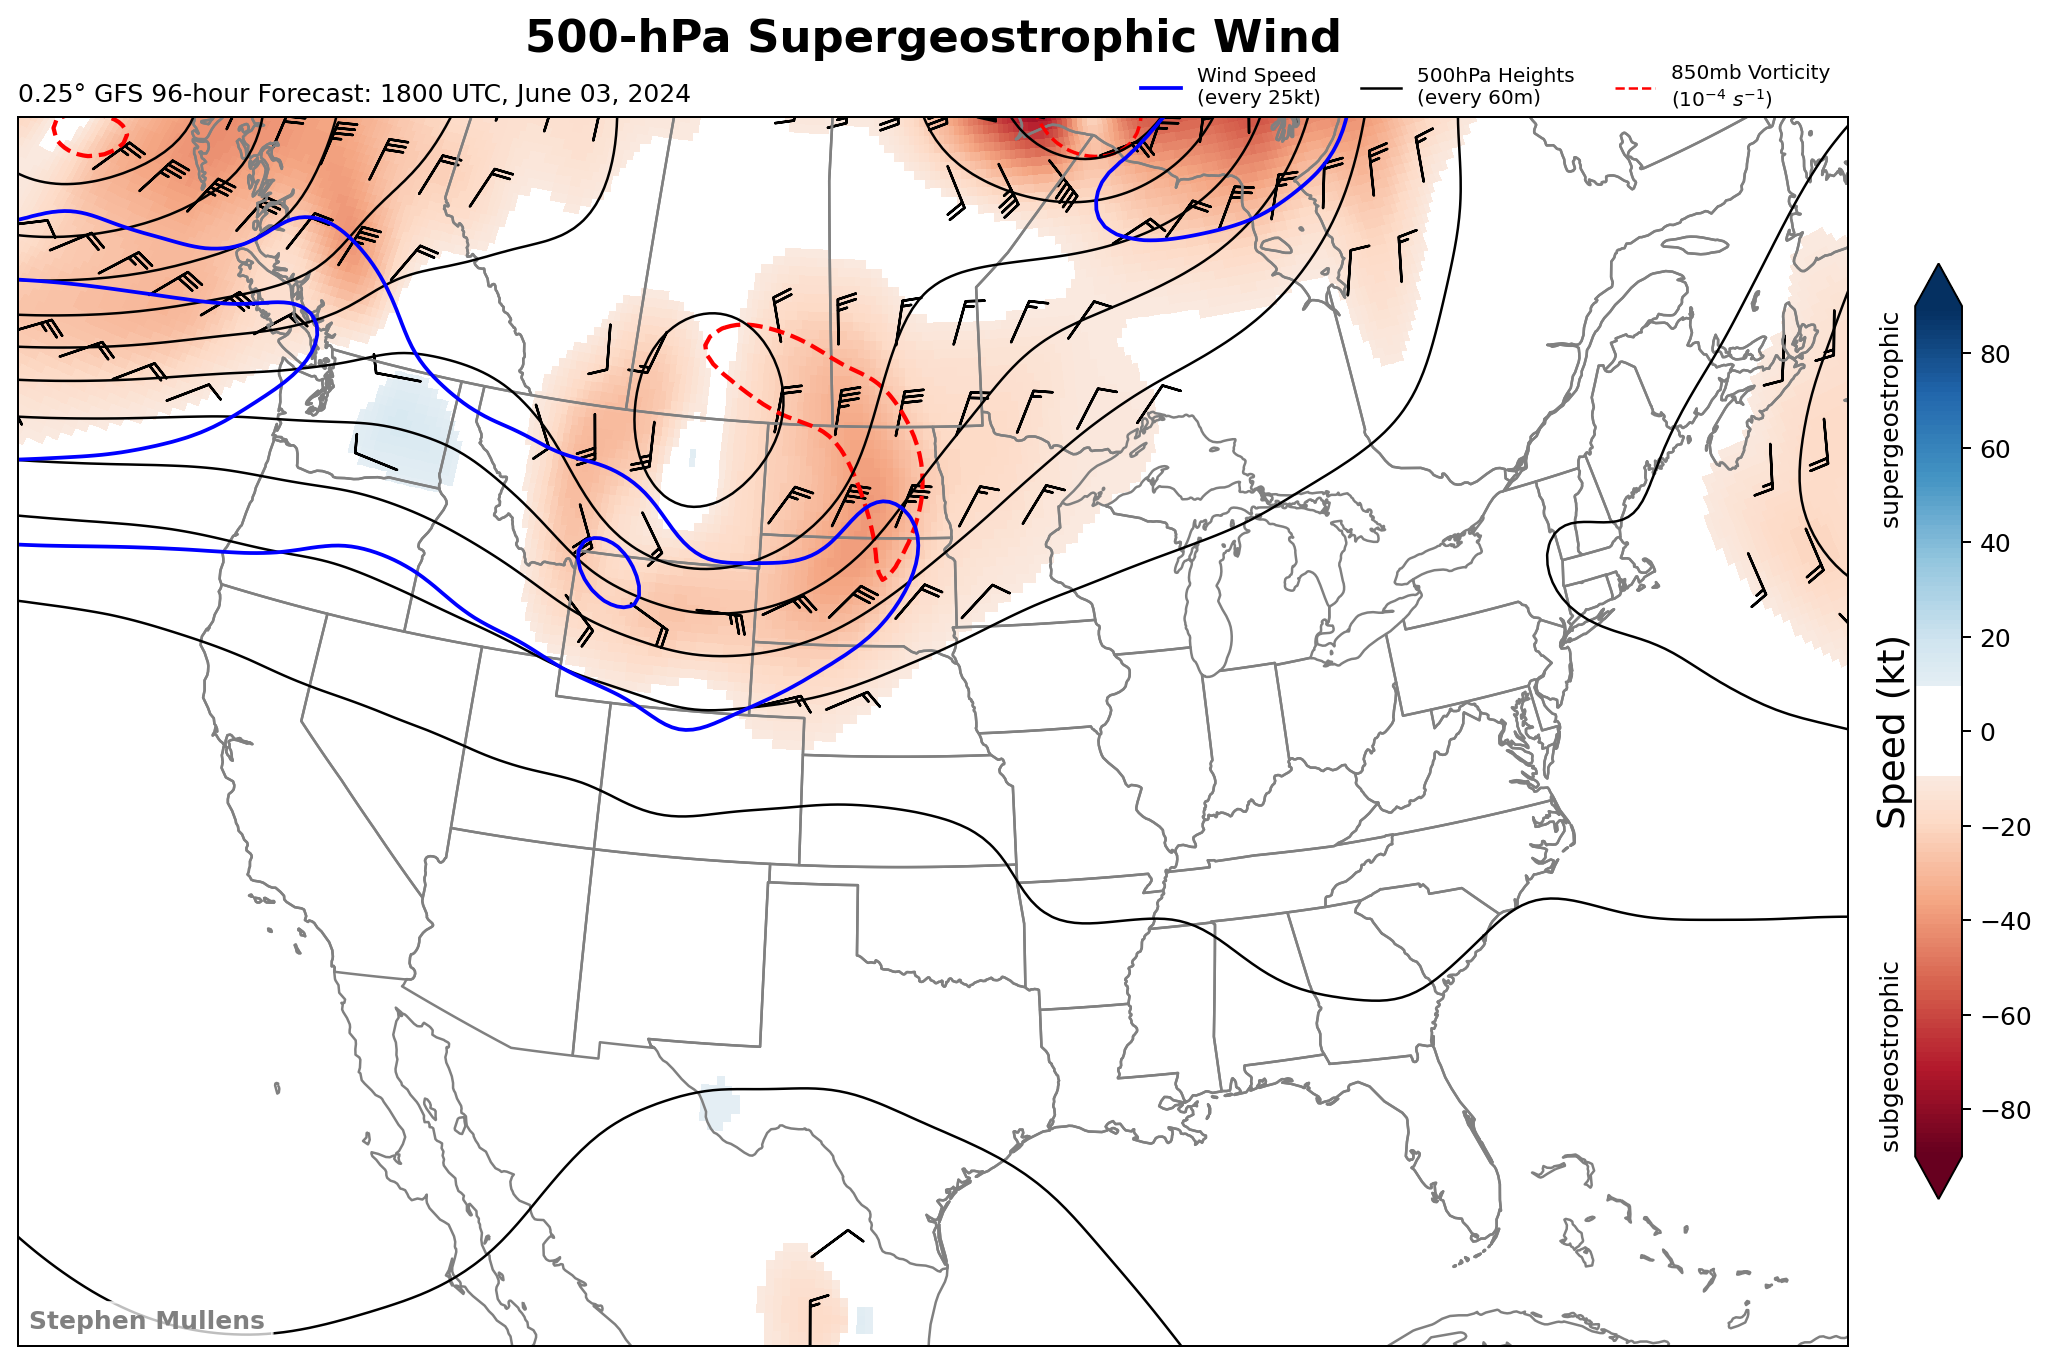 500-hPa Supergeostrophic Wind
0.25° GFS 96-hour Forecast: 1800 UTC, June 03, 2024
Wind Speed
(every 25kt)
500hPa Heights
(every 60m)
850mb Vorticity
(10⁻⁴ s⁻¹)
supergeostrophic
Speed (kt)
subgeostrophic
80
60
40
20
0
−20
−40
−60
−80
Stephen Mullens